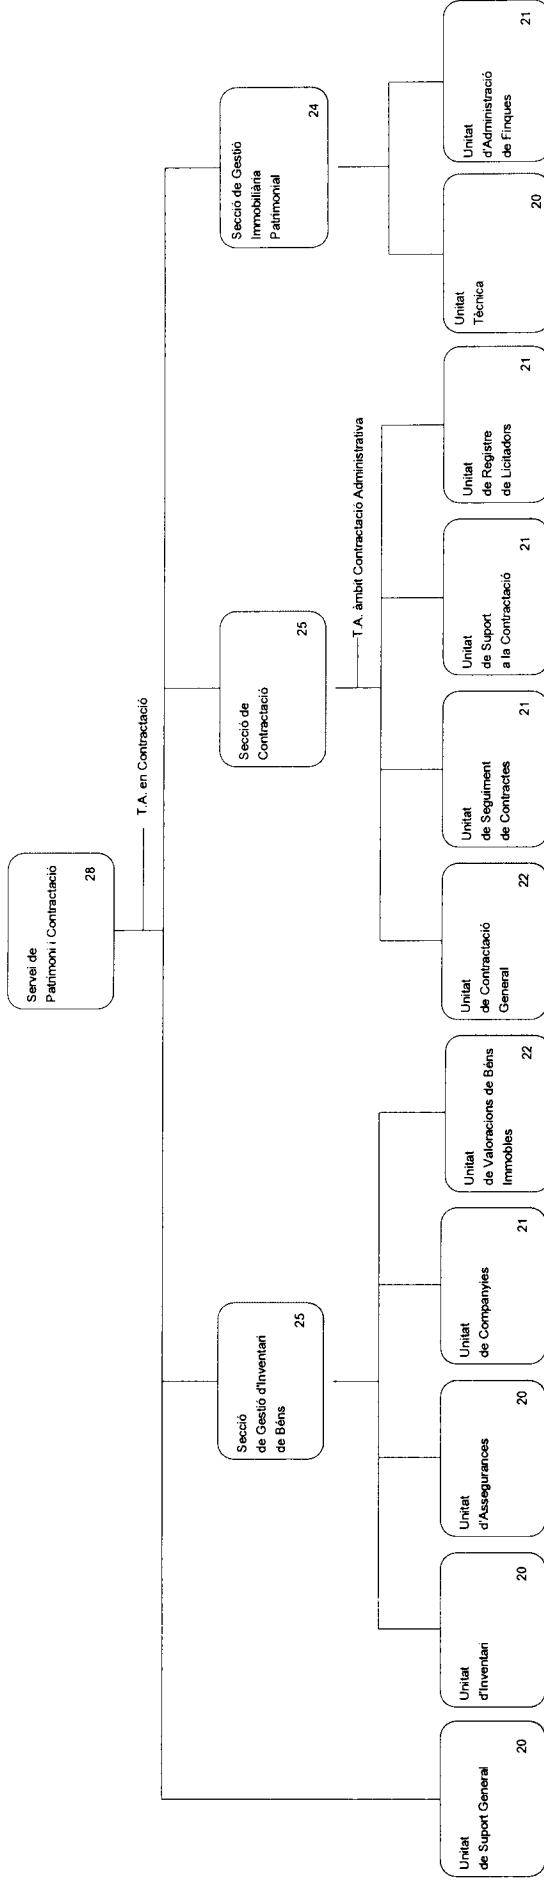 Servei de
Patrimoni i Contractació
28
T.A. en Contractació
Secció
de Gestió d'Inventari
de Béns
25
Secció de
Contractació
25
Secció de Gestió
Immobiliària
Patrimonial
24
T.A. àmbit Contractació Administrativa
Unitat
de Suport General
20
Unitat
d'Inventari
20
Unitat
d'Assegurances
20
Unitat
de Companyies
21
Unitat
de Valoracions de Béns
Immobles
22
Unitat
de Contractació
General
22
Unitat
de Seguiment
de Contractes
21
Unitat
de Suport
a la Contractació
21
Unitat
de Registre
de Licitadors
21
Unitat
Tècnica
20
Unitat
d'Administració
de Finques
21